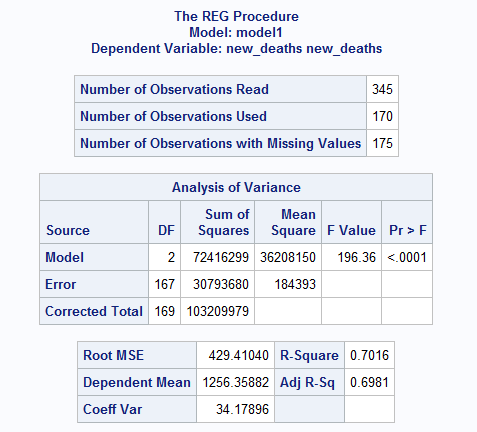 The REG Procedure
Model: model1
Dependent Variable: new_deaths new_deaths
Number of Observations Read 345
Number of Observations Used 170
Number of Observations with Missing Values 175
Analysis of Variance
Source DF Sum of Squares Mean Square F Value Pr > F
Model 2 72416299 36208150 196.36 <.0001
Error 167 30793680 184393
Corrected Total 169 103209979
Root MSE 429.41040 R-Square 0.7016
Dependent Mean 1256.35882 Adj R-Sq 0.6981
Coeff Var 34.17896